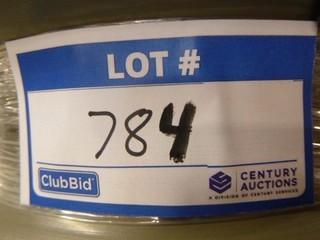 LOT #
784
ClubBid
CENTURY
AUCTIONS
A DIVISION OF CENTURY SERVICES